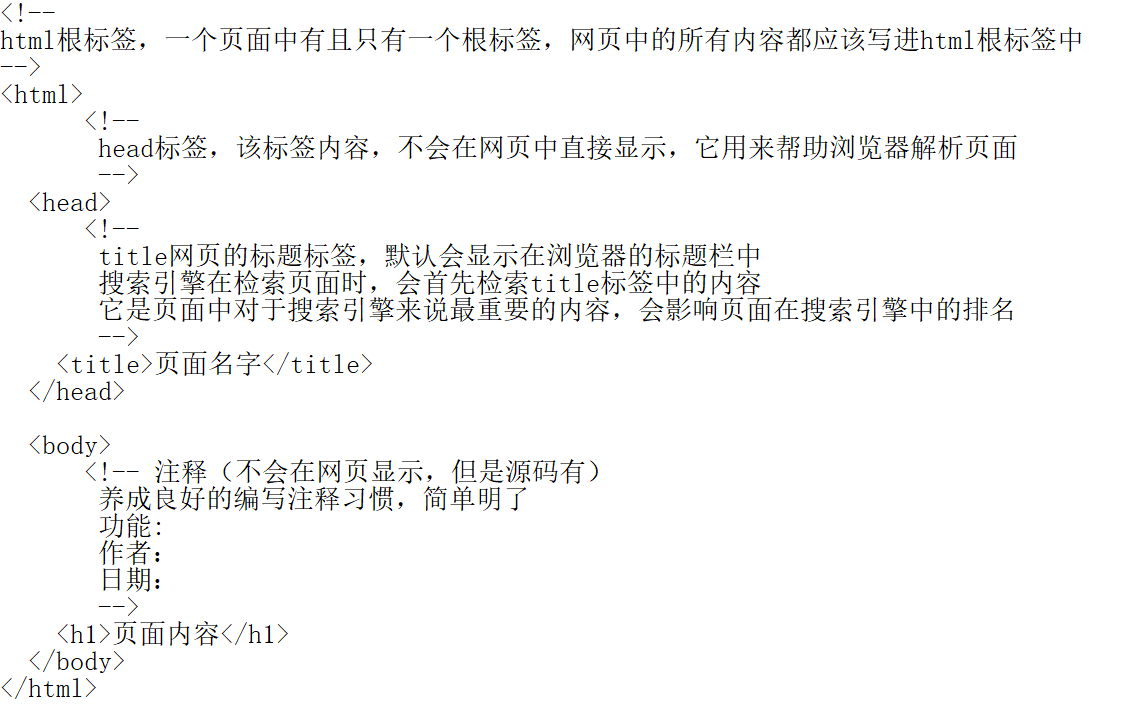 <!--
html根标签，一个页面中有且只有一个根标签，网页中的所有内容都应该写进html根标签中
-->
<html>
<!--
head标签，该标签内容，不会在网页中直接显示，它用来帮助浏览器解析页面
-->
<head>
<!--
title网页的标题标签，默认会显示在浏览器的标题栏中
搜索引擎在检索页面时，会首先检索title标签中的内容
它是页面中对于搜索引擎来说最重要的内容，会影响页面在搜索引擎中的排名
-->
<title>页面名字</title>
</head>
<body>
<!-- 注释（不会在网页显示，但是源码有）
养成良好的编写注释习惯，简单明了
功能:
作者：
日期：
-->
<h1>页面内容</h1>
</body>
</html>